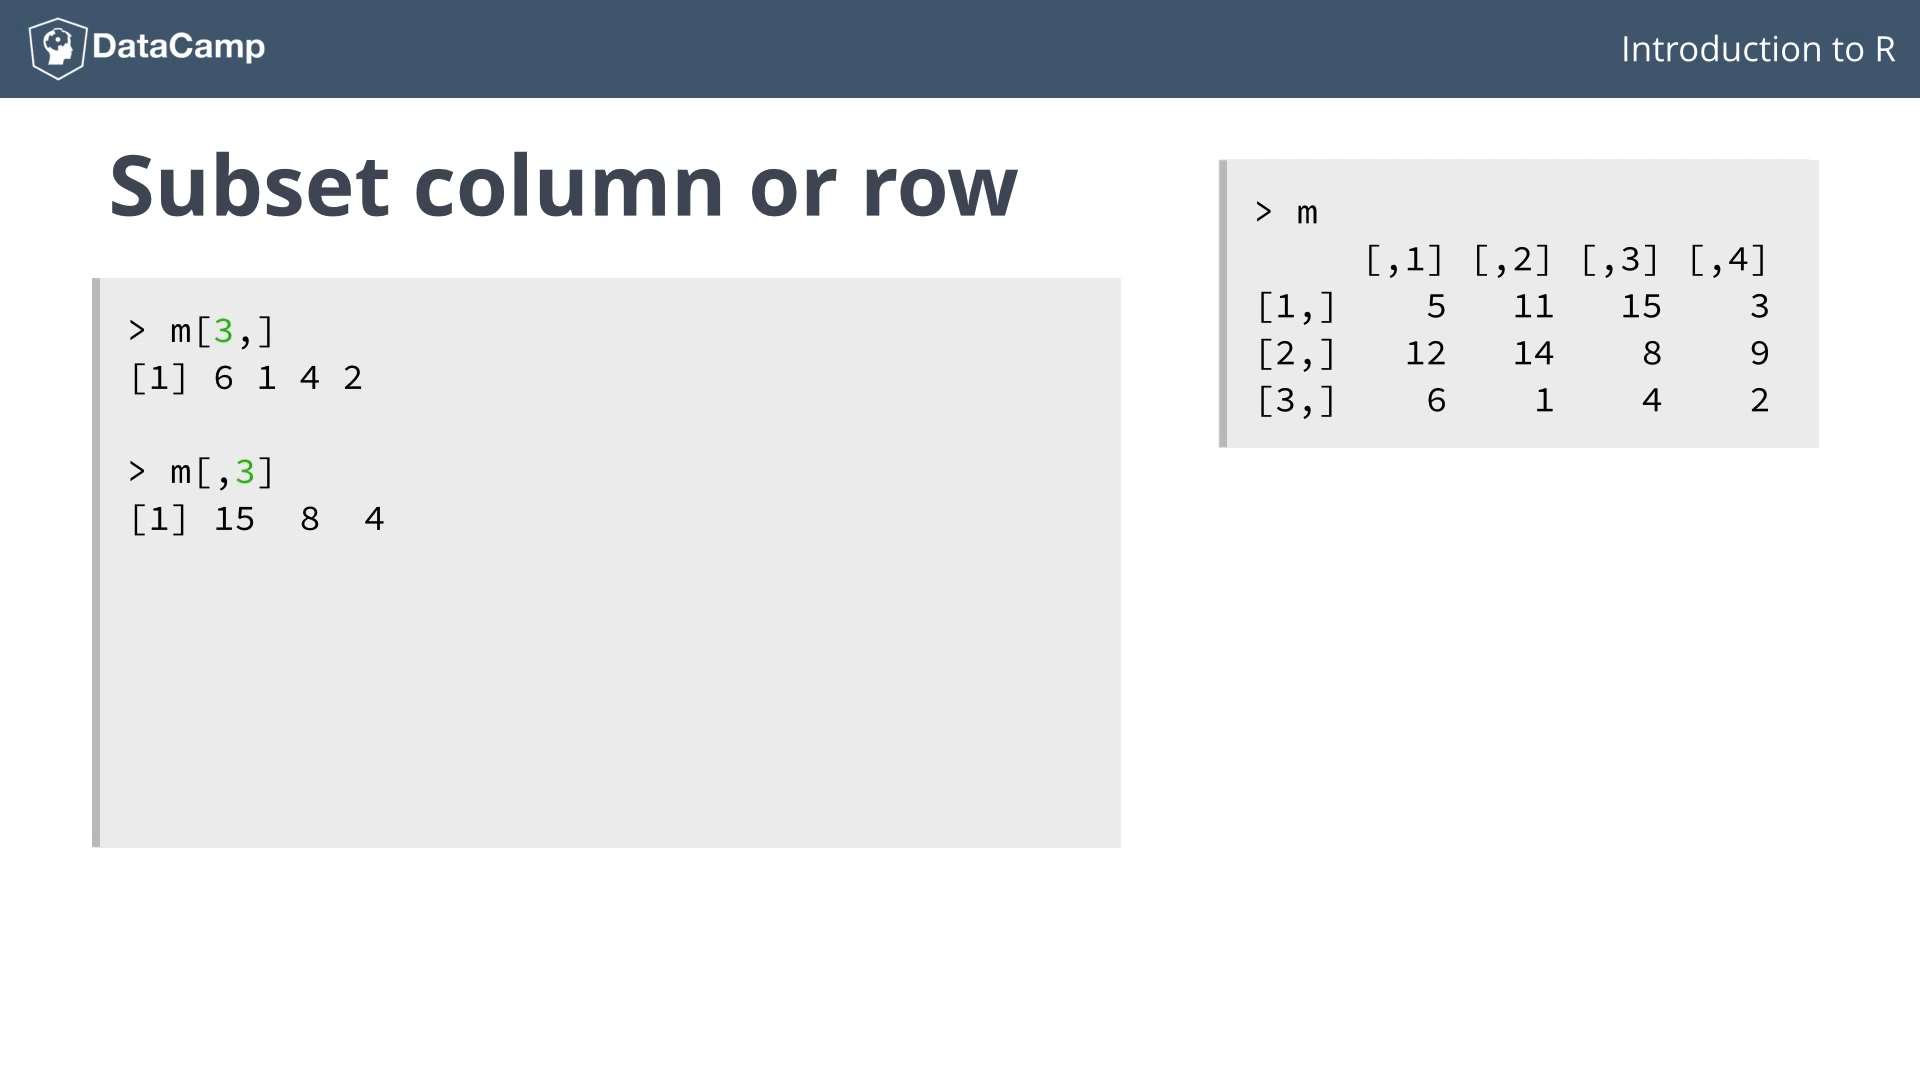 DataCamp
Introduction to R
Subset column or row
> m[3,]
[1] 6 1 4 2
> m[,3]
[1] 15  8  4
> m
     [,1] [,2] [,3] [,4]
[1,]    5   11   15    3
[2,]   12   14    8    9
[3,]    6    1    4    2